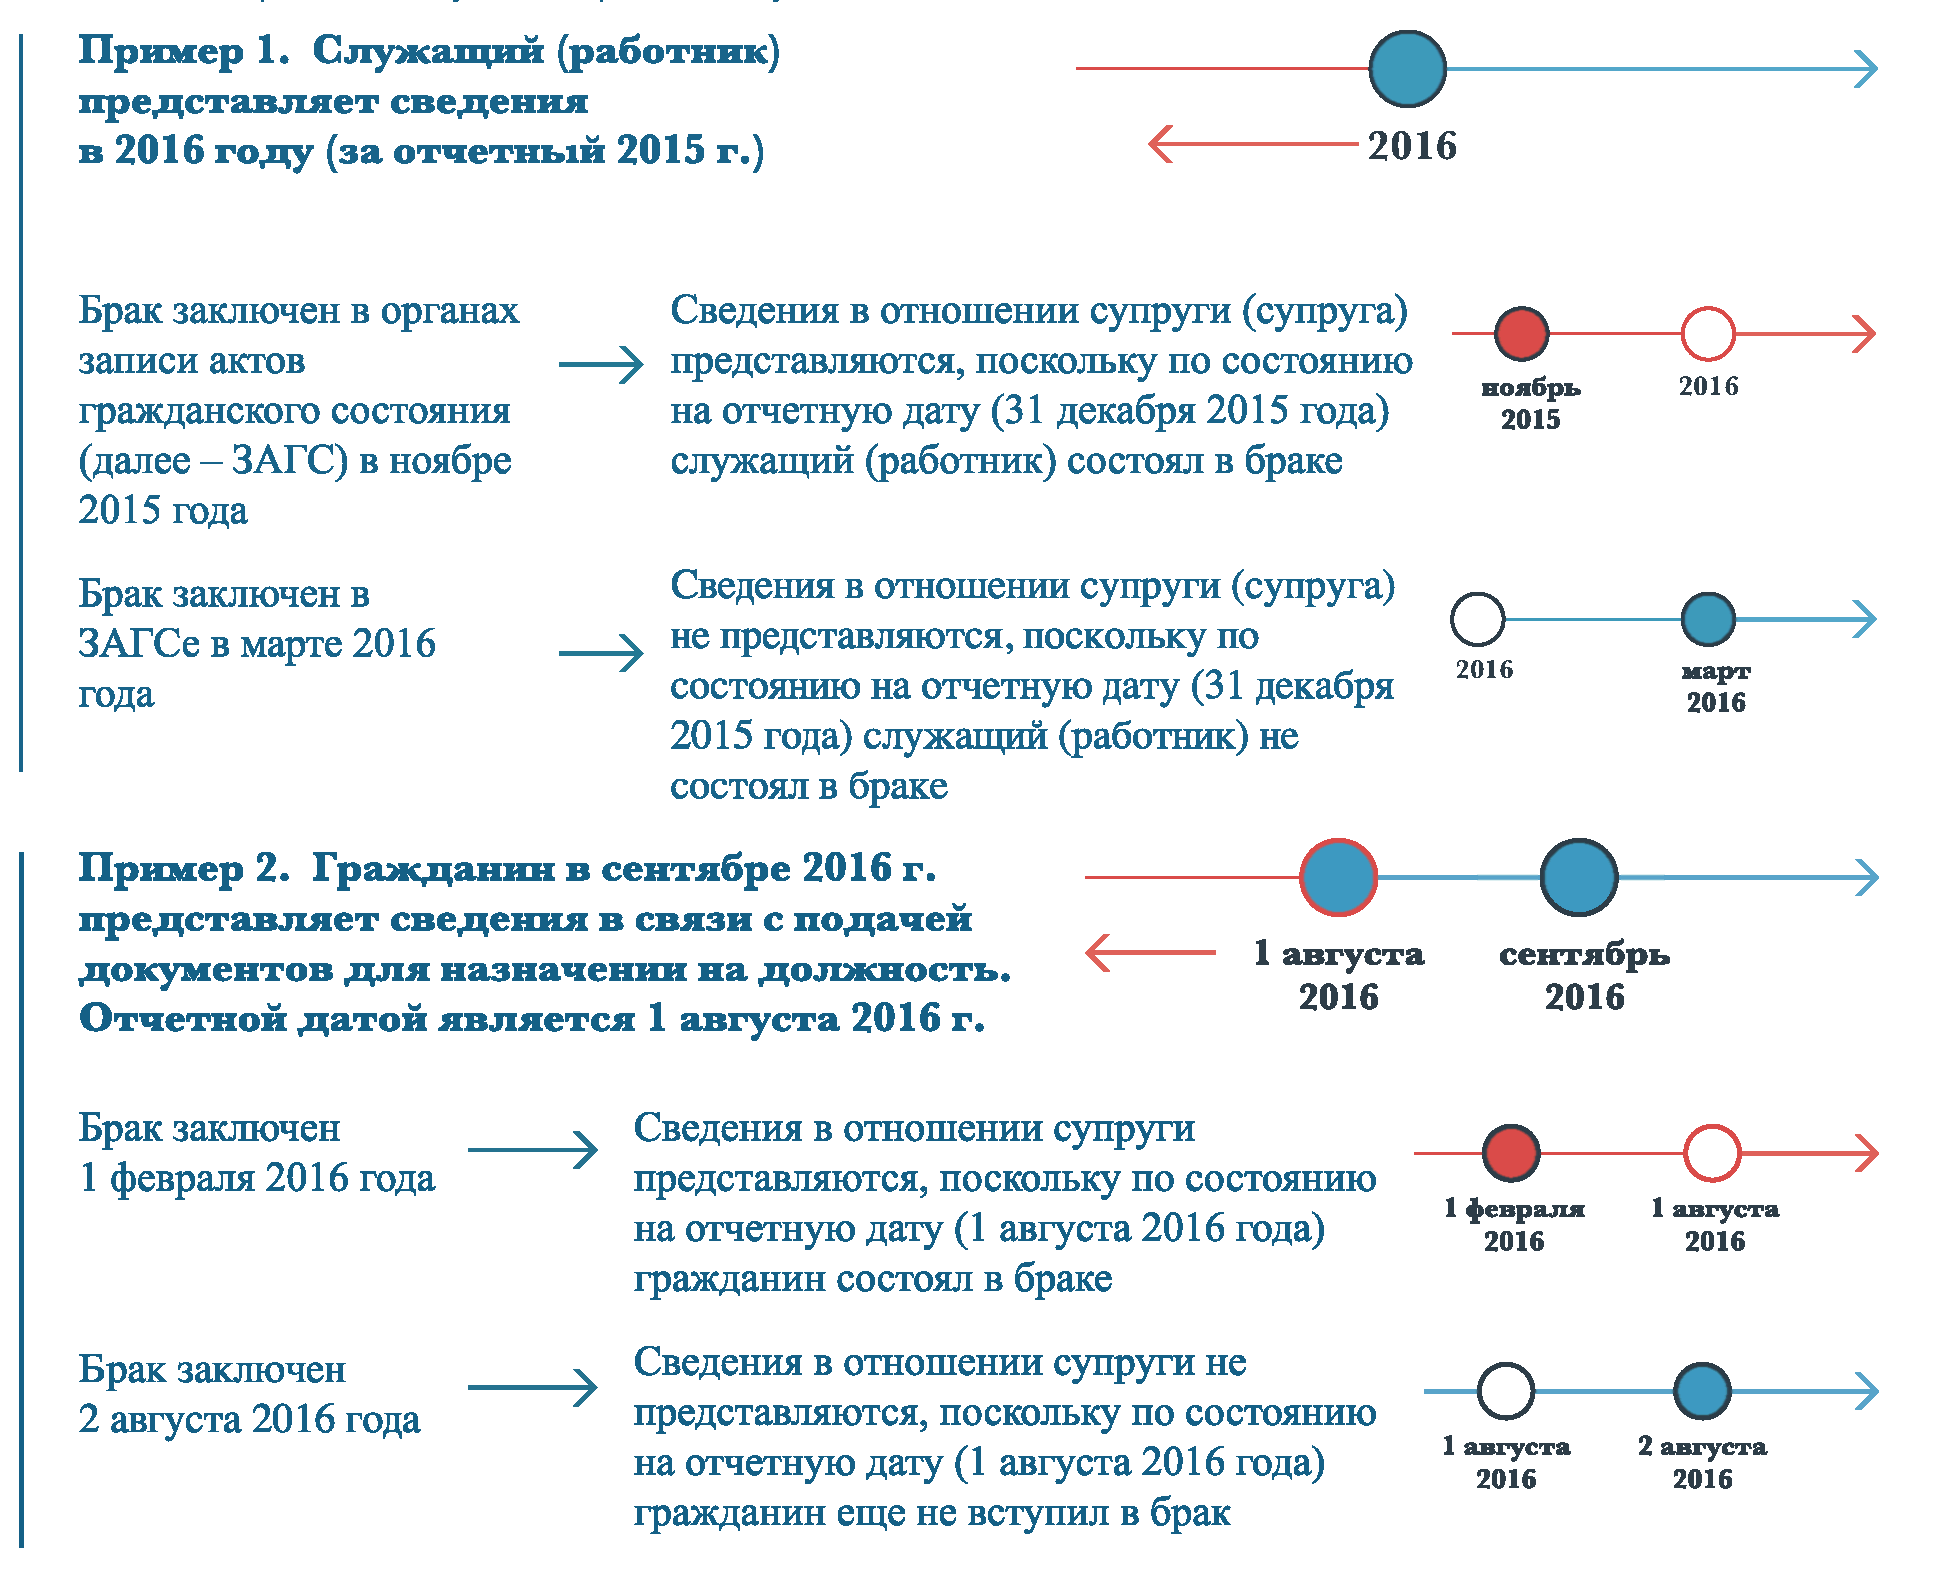 Пример 1. Служащий (работник)
представляет сведения
в 2016 году (за отчетный 2015 г.)
2016
Брак заключен в органах
записи актов
гражданского состояния
(далее – ЗАГС) в ноябре
2015 года
Сведения в отношении супруги (супруга)
представляются, поскольку по состоянию
на отчетную дату (31 декабря 2015 года)
служащий (работник) состоял в браке
ноябрь
2015
2016
Брак заключен в
ЗАГСе в марте 2016
года
Сведения в отношении супруги (супруга)
не представляются, поскольку по
состоянию на отчетную дату (31 декабря
2015 года) служащий (работник) не
состоял в браке
2016
март
2016
Пример 2. Гражданин в сентябре 2016 г.
представляет сведения в связи с подачей
документов для назначении на должность.
Отчетной датой является 1 августа 2016 г.
1 августа
2016
сентябрь
2016
Брак заключен
1 февраля 2016 года
Сведения в отношении супруги
представляются, поскольку по состоянию
на отчетную дату (1 августа 2016 года)
гражданин состоял в браке
1 февраля
2016
1 августа
2016
Брак заключен
2 августа 2016 года
Сведения в отношении супруги не
представляются, поскольку по состоянию
на отчетную дату (1 августа 2016 года)
гражданин еще не вступил в брак
1 августа
2016
2 августа
2016